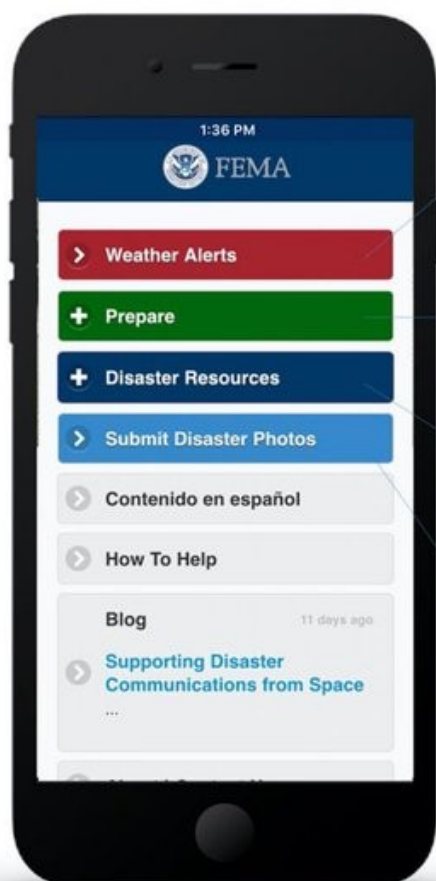 1:36 PM
FEMA
Weather Alerts
Prepare
Disaster Resources
Submit Disaster Photos
Contenido en español
How To Help
Blog
11 days ago
Supporting Disaster
Communications from Space
...